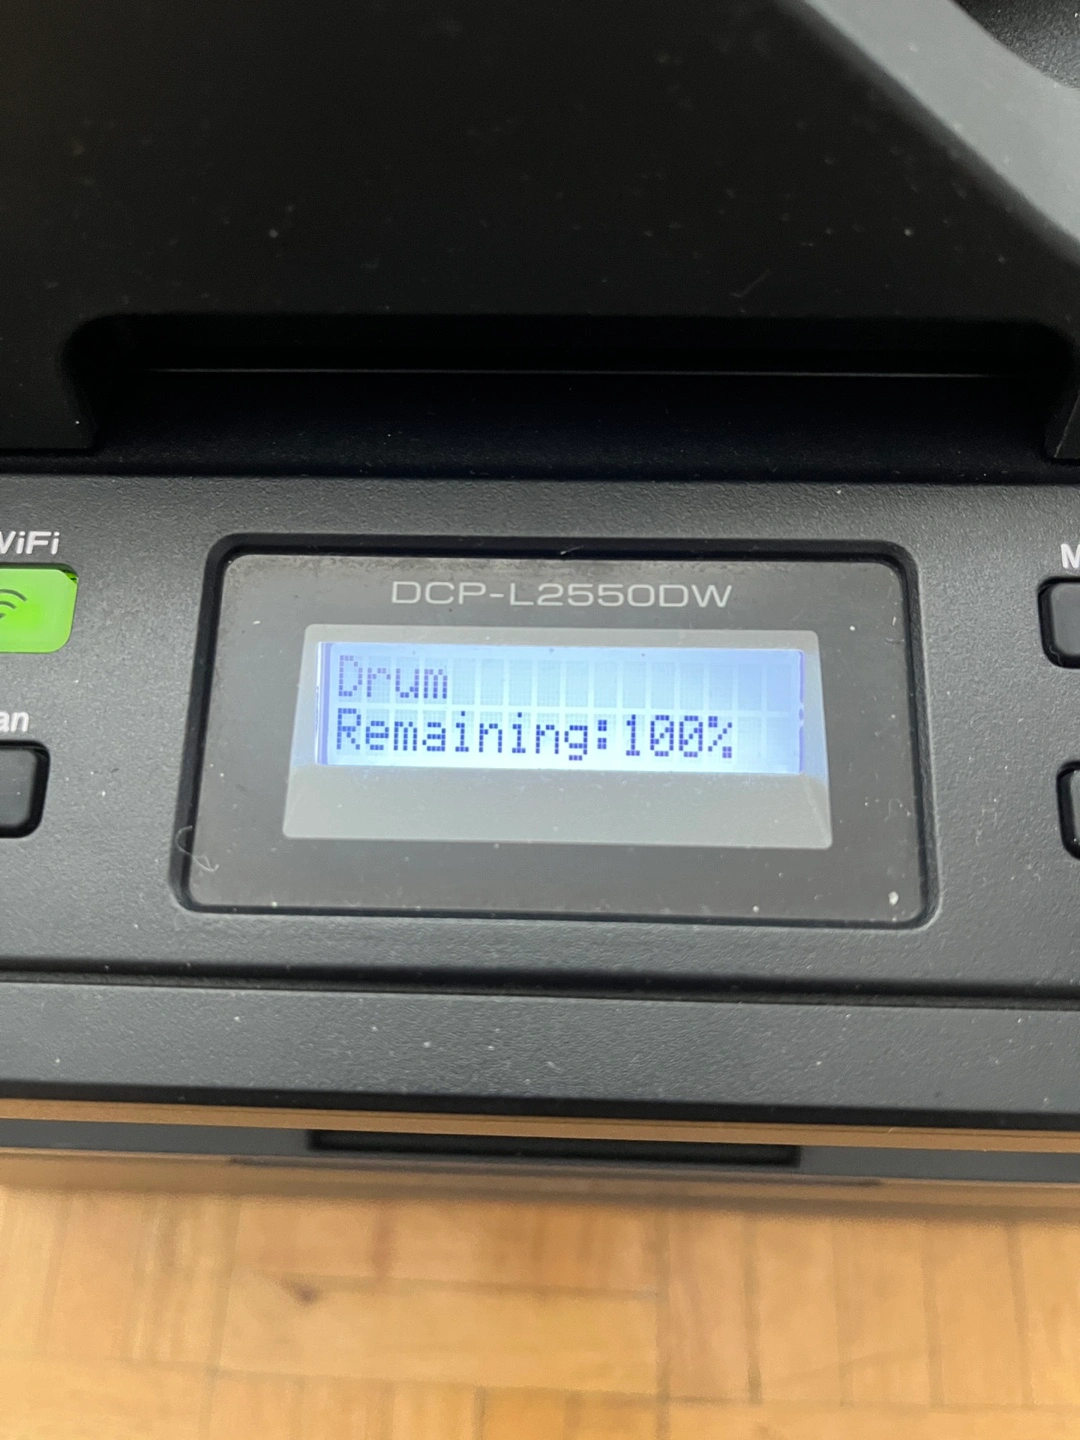 WiFi
DCP-L2550DW
Drum
Remaining:100%